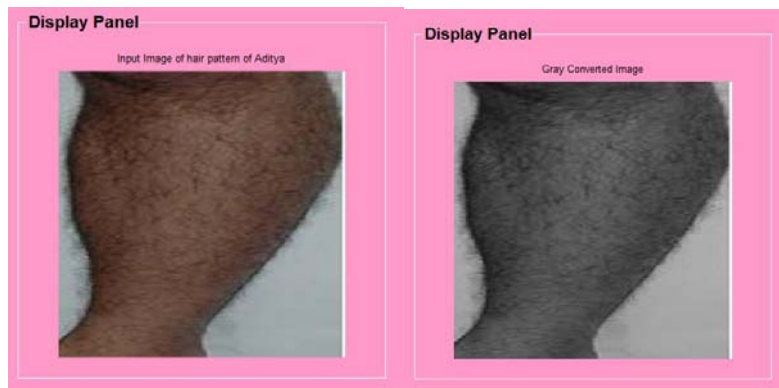 Display Panel
Input Image of hair pattern of Aditya
Display Panel
Gray Converted Image